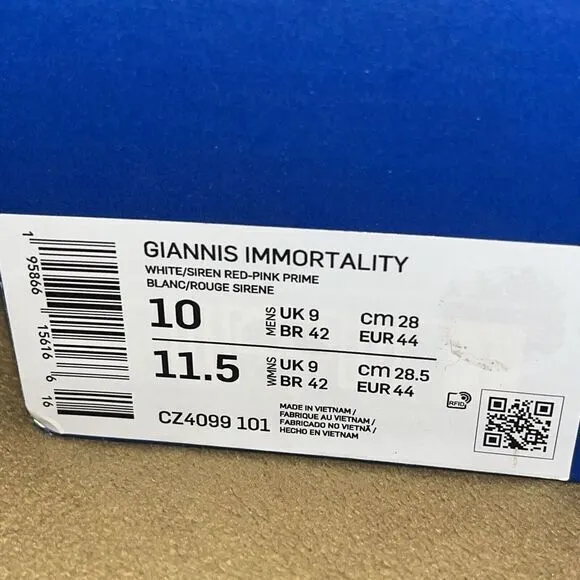 GIANNIS IMMORTALITY
WHITE/SIREN RED-PINK PRIME
BLANC/ROUGE SIRENE
10 MENS UK 9 cm 28
BR 42 EUR 44
11.5 WMNS UK 9 cm 28.5
BR 42 EUR 44
CZ4099 101
MADE IN VIETNAM/
FABRIQUE AU VIETNAM/
FABRICADO NO VIETNÃ/
HECHO EN VIETNAM
RFID
1 95866 15616 6 16